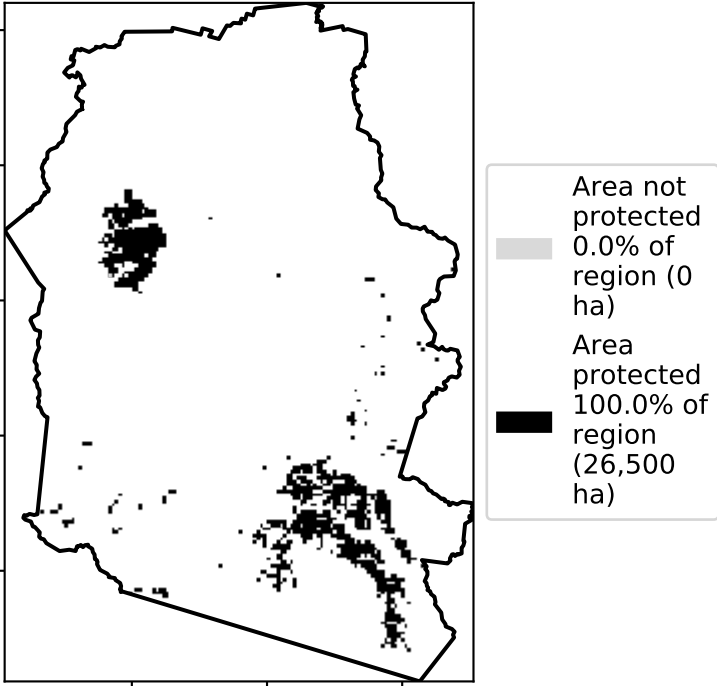 Area not
protected
0.0% of
region (0
ha)
Area
protected
100.0% of
region
(26,500
ha)